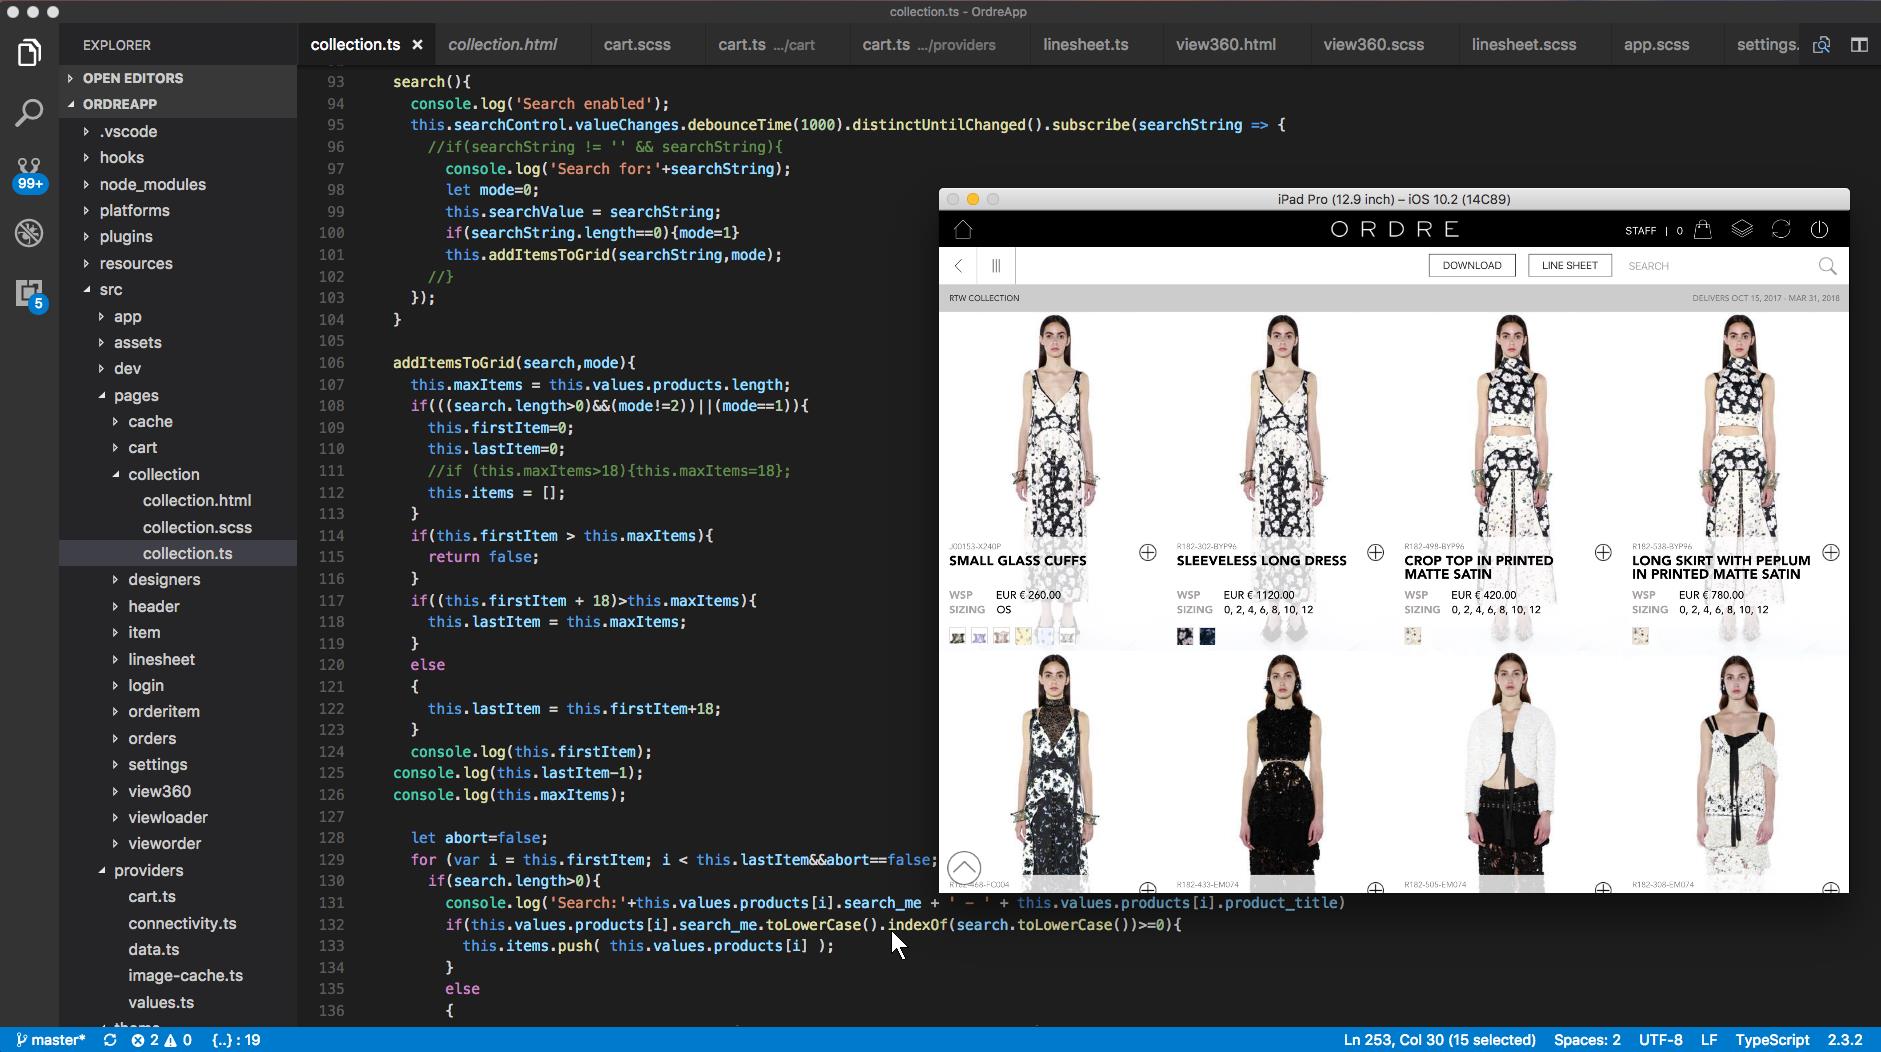 collection.ts - OrdreApp
EXPLORER
OPEN EDITORS
ORDREAPP
.vscode
hooks
node_modules
platforms
plugins
resources
src
app
assets
dev
pages
cache
cart
collection
collection.html
collection.scss
collection.ts
designers
header
item
linesheet
login
orderitem
orders
settings
view360
viewloader
vieworder
providers
cart.ts
connectivity.ts
data.ts
image-cache.ts
values.ts
99+
5
collection.ts × collection.html cart.scss cart.ts .../cart cart.ts .../providers linesheet.ts view360.html view360.scss linesheet.scss app.scss settings.
93 search(){
94 console.log('Search enabled');
95 this.searchControl.valueChanges.debounceTime(1000).distinctUntilChanged().subscribe(searchString => {
96 //if(searchString != '' && searchString){
97 console.log('Search for:'+searchString);
98 let mode=0;
99 this.searchValue = searchString;
100 if(searchString.length==0){mode=1}
101 this.addItemsToGrid(searchString,mode);
102 //}
103 });
104 }
105
106 addItemsToGrid(search,mode){
107 this.maxItems = this.values.products.length;
108 if(((search.length>0)&&(mode!=2))||(mode==1)){
109 this.firstItem=0;
110 this.lastItem=0;
111 //if (this.maxItems>18){this.maxItems=18};
112 this.items = [];
113 }
114 if(this.firstItem > this.maxItems){
115 return false;
116 }
117 if((this.firstItem + 18)>this.maxItems){
118 this.lastItem = this.maxItems;
119 }
120 else
121 {
122 this.lastItem = this.firstItem+18;
123 }
124 console.log(this.firstItem);
125 console.log(this.lastItem-1);
126 console.log(this.maxItems);
127
128 let abort=false;
129 for (var i = this.firstItem; i < this.lastItem&&abort==false;
130 if(search.length>0){
131 console.log('Search:'+this.values.products[i].search_me + ' - ' + this.values.products[i].product_title)
132 if(this.values.products[i].search_me.toLowerCase().indexOf(search.toLowerCase())>=0){
133 this.items.push( this.values.products[i] );
134 }
135 else
136 {
iPad Pro (12.9 inch) – iOS 10.2 (14C89)
ORDRE
STAFF | 0
DOWNLOAD LINE SHEET SEARCH
RTW COLLECTION DELIVERS OCT 15, 2017 - MAR 31, 2018
J00153-X240P
SMALL GLASS CUFFS
WSP EUR € 260.00
SIZING OS
R182-302-BYP96
SLEEVELESS LONG DRESS
WSP EUR € 1120.00
SIZING 0, 2, 4, 6, 8, 10, 12
R182-498-BYP96
CROP TOP IN PRINTED
MATTE SATIN
WSP EUR € 420.00
SIZING 0, 2, 4, 6, 8, 10, 12
R182-538-BYP96
LONG SKIRT WITH PEPLUM
IN PRINTED MATTE SATIN
WSP EUR € 780.00
SIZING 0, 2, 4, 6, 8, 10, 12
R182-433-EM074
R182-505-EM074
R182-308-EM074
master* 2 0 {..} : 19
Ln 253, Col 30 (15 selected) Spaces: 2 UTF-8 LF TypeScript 2.3.2